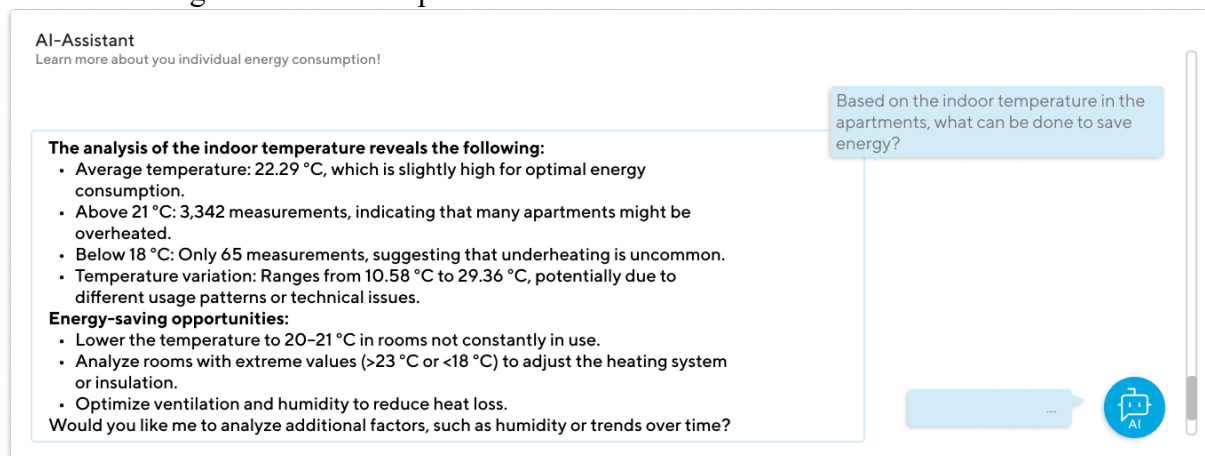 AI-Assistant
Learn more about you individual energy consumption!
Based on the indoor temperature in the
apartments, what can be done to save
energy?
The analysis of the indoor temperature reveals the following:
• Average temperature: 22.29 °C, which is slightly high for optimal energy
consumption.
• Above 21 °C: 3,342 measurements, indicating that many apartments might be
overheated.
• Below 18 °C: Only 65 measurements, suggesting that underheating is uncommon.
• Temperature variation: Ranges from 10.58 °C to 29.36 °C, potentially due to
different usage patterns or technical issues.
Energy-saving opportunities:
• Lower the temperature to 20-21 °C in rooms not constantly in use.
• Analyze rooms with extreme values (>23 °C or <18 °C) to adjust the heating system
or insulation.
• Optimize ventilation and humidity to reduce heat loss.
Would you like me to analyze additional factors, such as humidity or trends over time?
....
AI